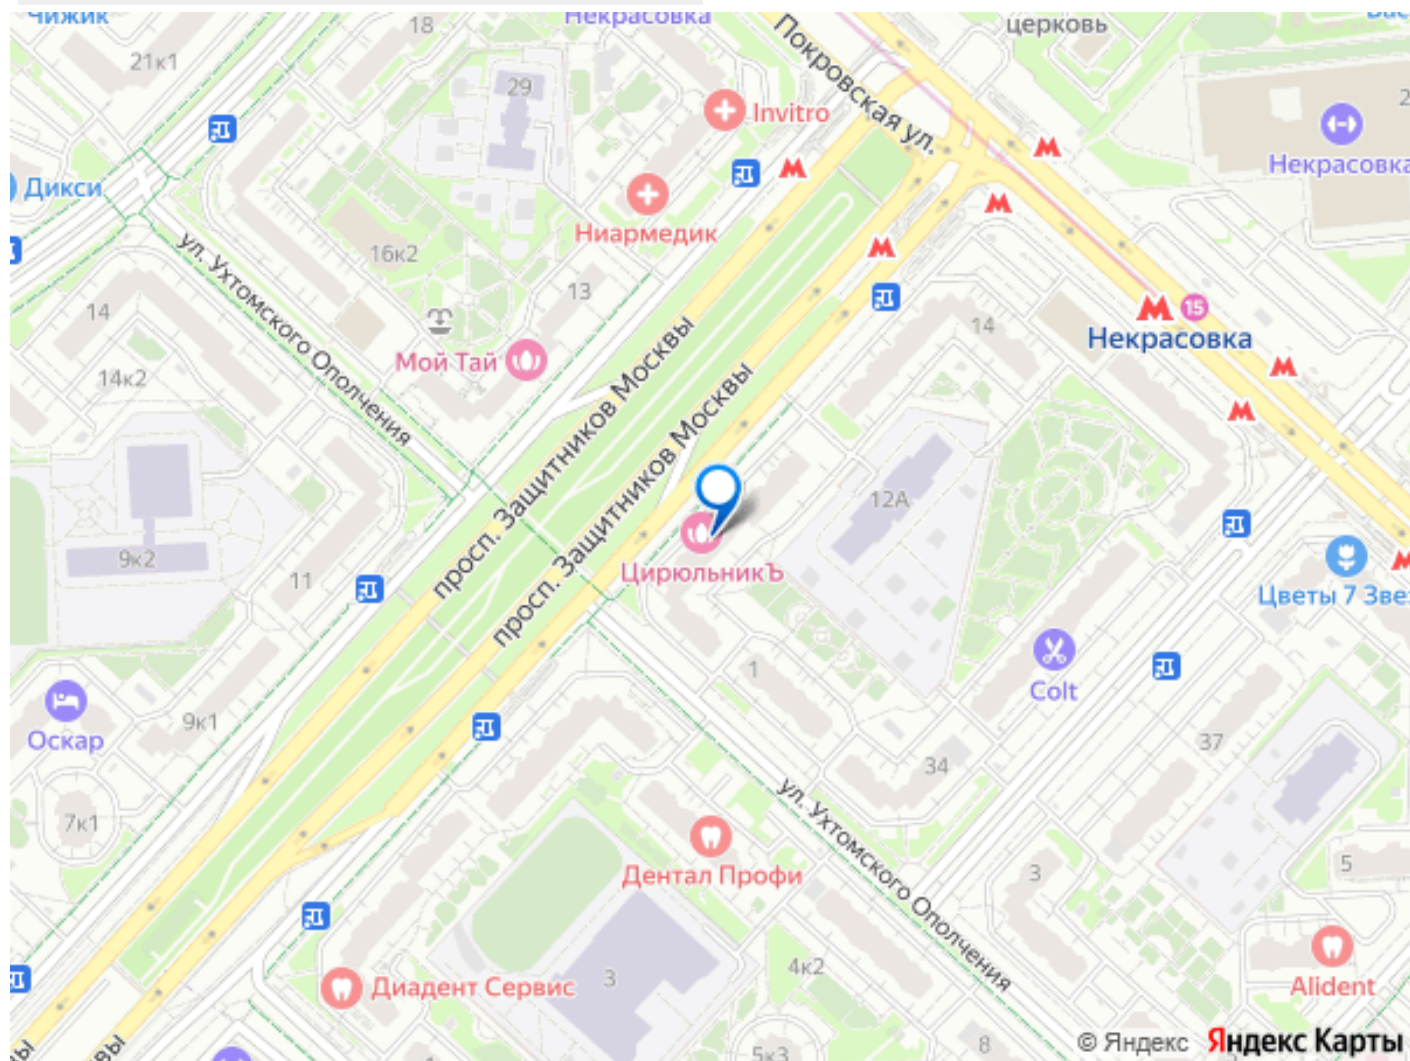 Чижик
18
Некрасовка
Покровская ул.
церковь
21к1
29
Invitro
Некрасовка
Дикси
Ниармедик
ул. Ухтомского Ополчения
16к2
13
14
15
Некрасовка
14
Мой Тай
14к2
просп. Защитников Москвы
просп. Защитников Москвы
12А
9к2
11
ЦирюльникЪ
Цветы 7 Звё
1
Colt
Оскар
9к1
37
34
7к1
ул. Ухтомского Ополчения
Дентал Профи
3
5
3
4к2
Диадент Сервис
Alident
5к3
8
© Яндекс
Яндекс Карты